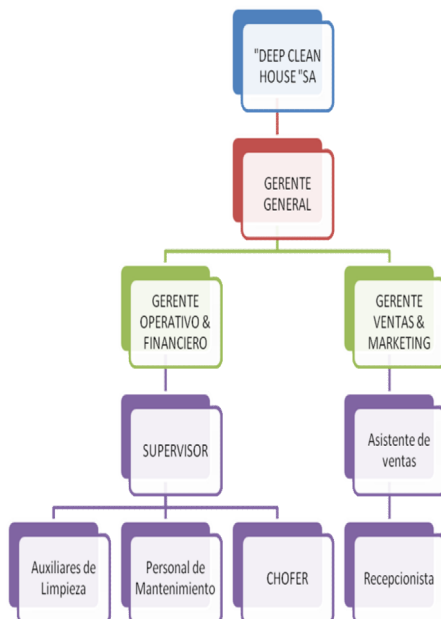 "DEEP CLEAN
HOUSE "SA
GERENTE
GENERAL
GERENTE
OPERATIVO &
FINANCIERO
GERENTE
VENTAS &
MARKETING
SUPERVISOR
Asistente de
ventas
Auxiliares de
Limpieza
Personal de
Mantenimiento
CHOFER
Recepcionista